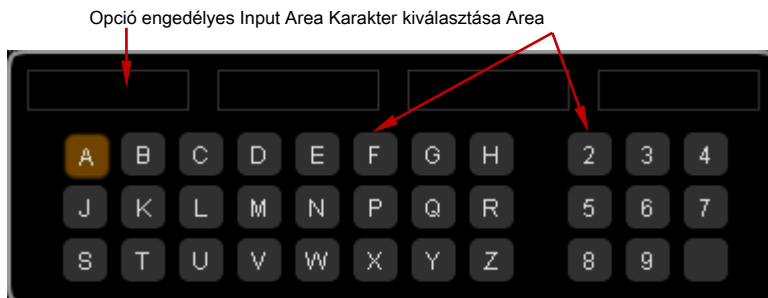 Opció engedélyes Input Area Karakter kiválasztása Area
A B C D E F G H 2 3 4
J K L M N P Q R 5 6 7
S T U V W X Y Z 8 9